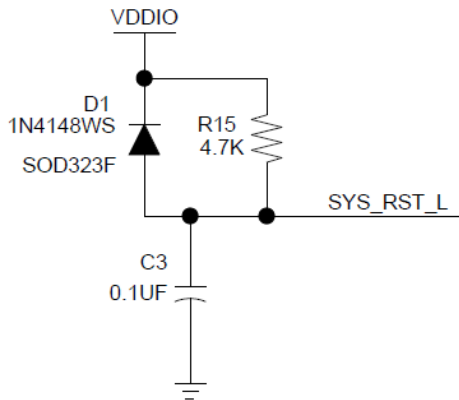 VDDIO
D1
1N4148WS
SOD323F
R15
4.7K
SYS_RST_L
C3
0.1UF